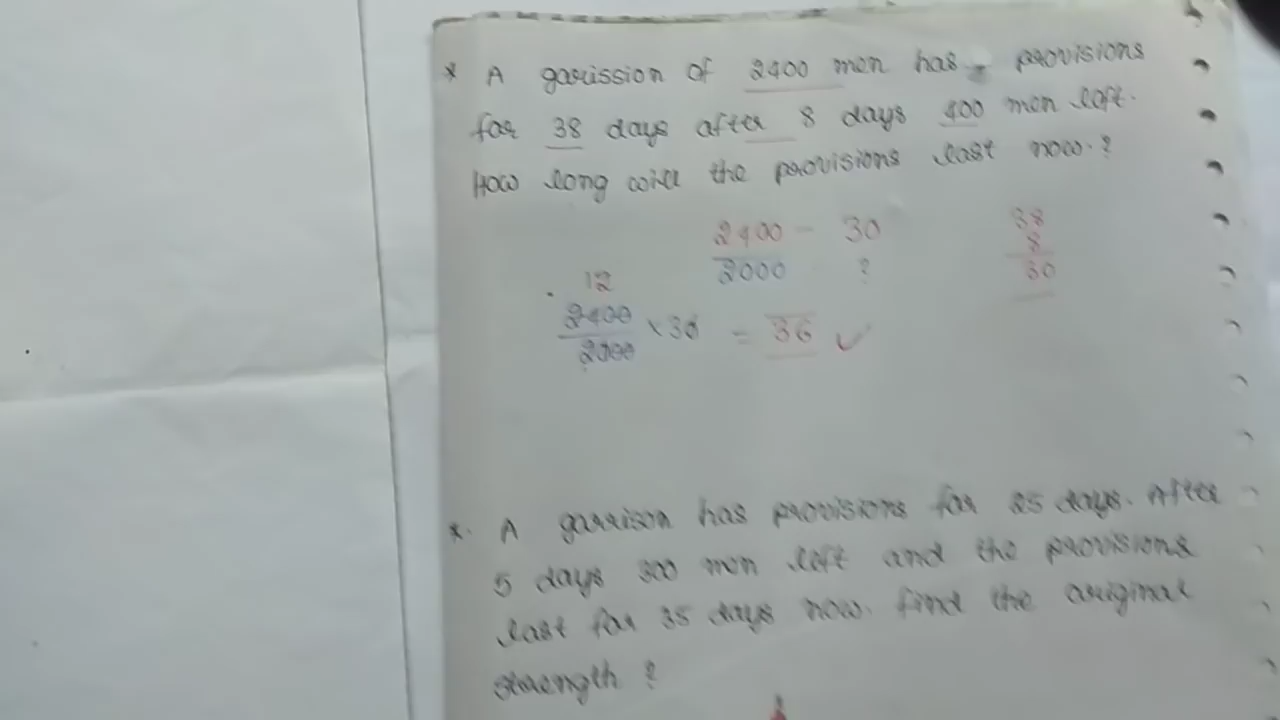 * A garission of 2400 men has provisions
for 38 days after 8 days 400 men left.
How long will the provisions last now.?
2400 - 30 38
2000 ? 8
12 30
2400/2000 × 30 = 36 ✓
*. A garrison has provisions for 25 days. After
5 days 300 men left and the provisions
last for 35 days now. find the original
strength ?